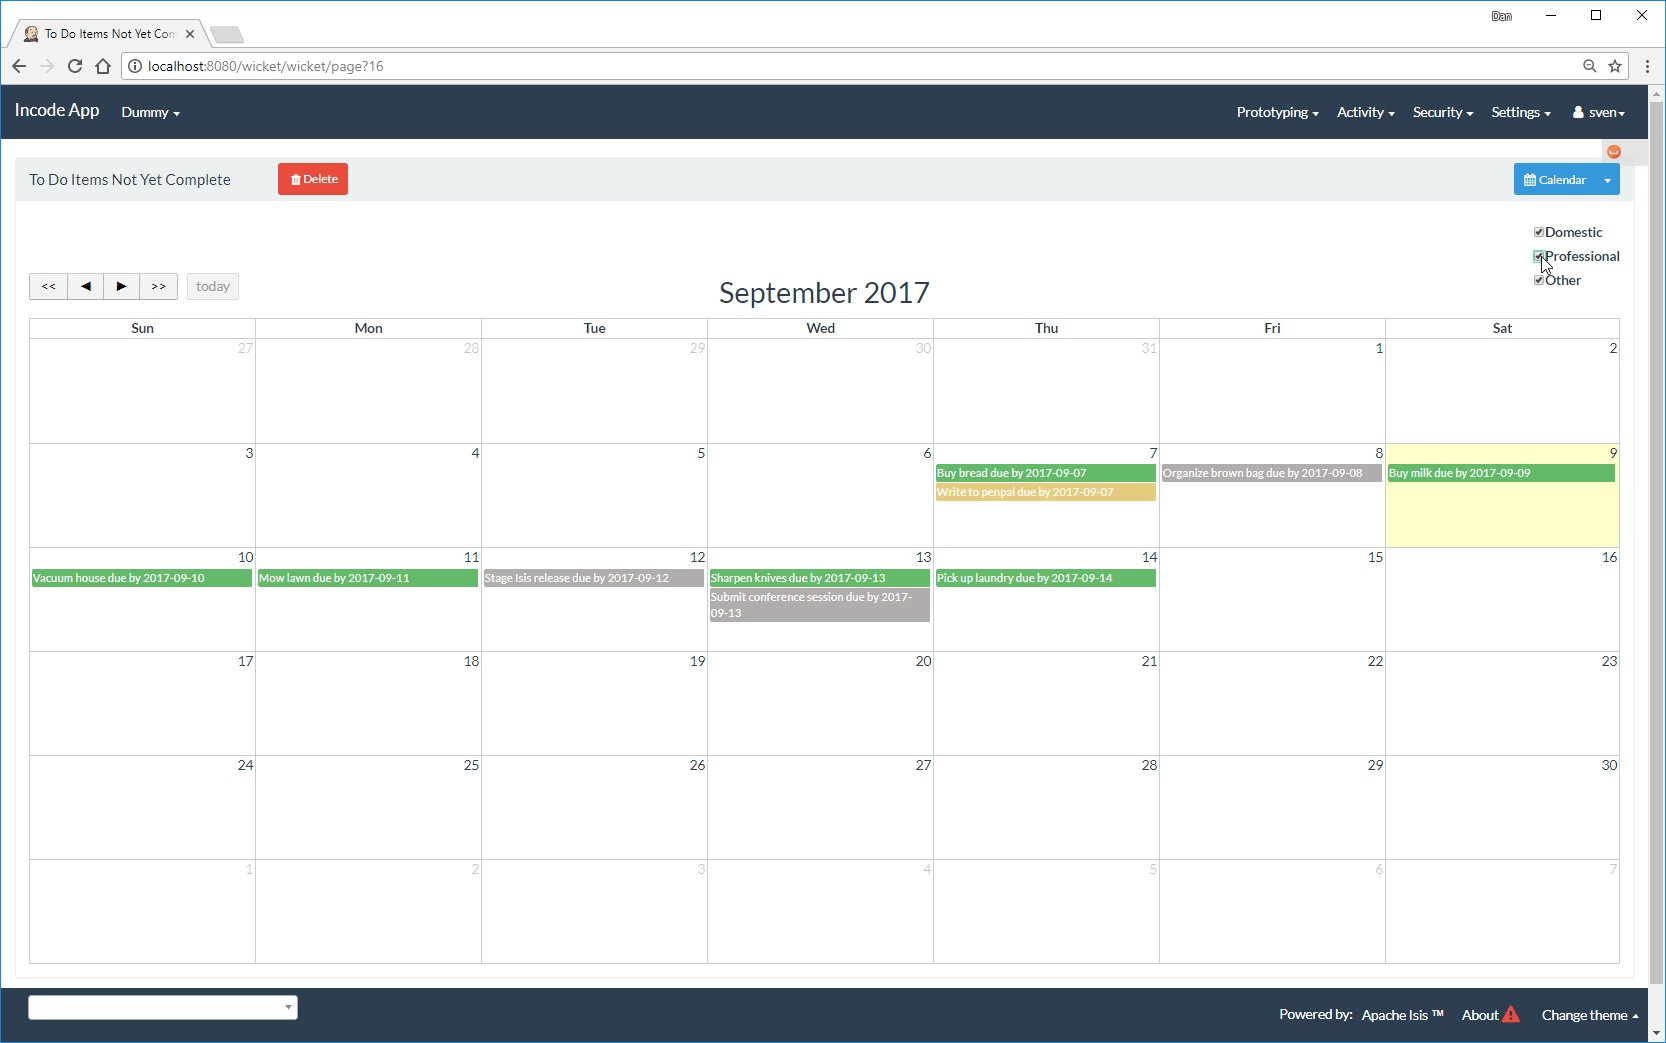 Dan
To Do Items Not Yet Com
localhost:8080/wicket/wicket/page?16
Incode App Dummy Prototyping Activity Security Settings sven
To Do Items Not Yet Complete Delete Calendar
Domestic
Professional
Other
<< ◀ ▶ >> today
September 2017
Sun Mon Tue Wed Thu Fri Sat
27 28 29 30 31 1 2
3 4 5 6 7 8 9
Buy bread due by 2017-09-07 Organize brown bag due by 2017-09-08 Buy milk due by 2017-09-09
Write to penpal due by 2017-09-07
10 11 12 13 14 15 16
Vacuum house due by 2017-09-10 Mow lawn due by 2017-09-11 Stage Isis release due by 2017-09-12 Sharpen knives due by 2017-09-13 Pick up laundry due by 2017-09-14
Submit conference session due by 2017-
09-13
17 18 19 20 21 22 23
24 25 26 27 28 29 30
1 2 3 4 5 6 7
Powered by: Apache Isis ™ About Change theme